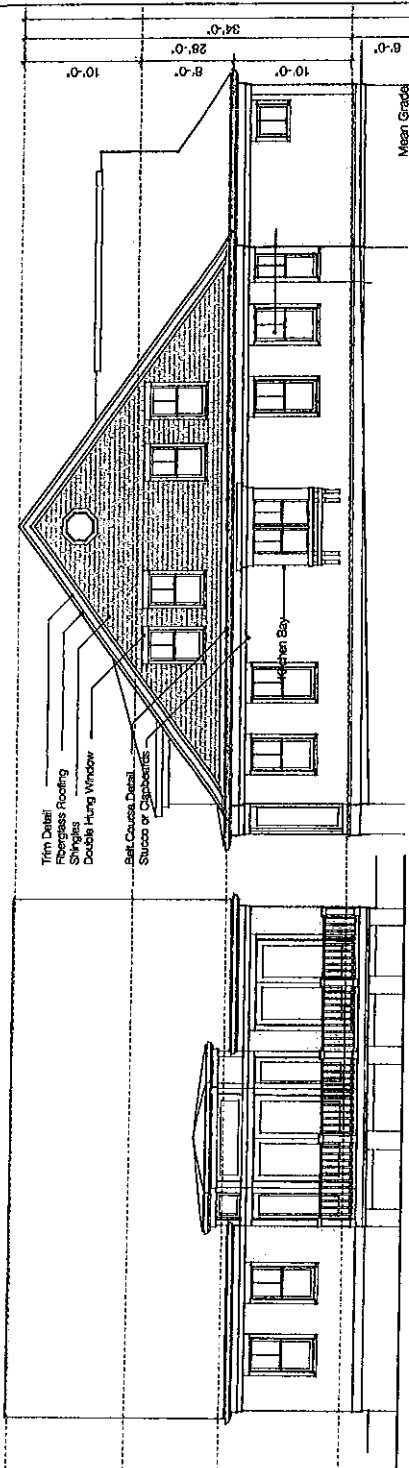 Trim Detail
Fiberglass Roofing
Shingles
Double Hung Window
Belt Course Detail
Stucco or Clapboards
Kitchen Bay
34'-0"
28'-0"
10'-0"
8'-0"
10'-0"
6'-0"
Mean Grade